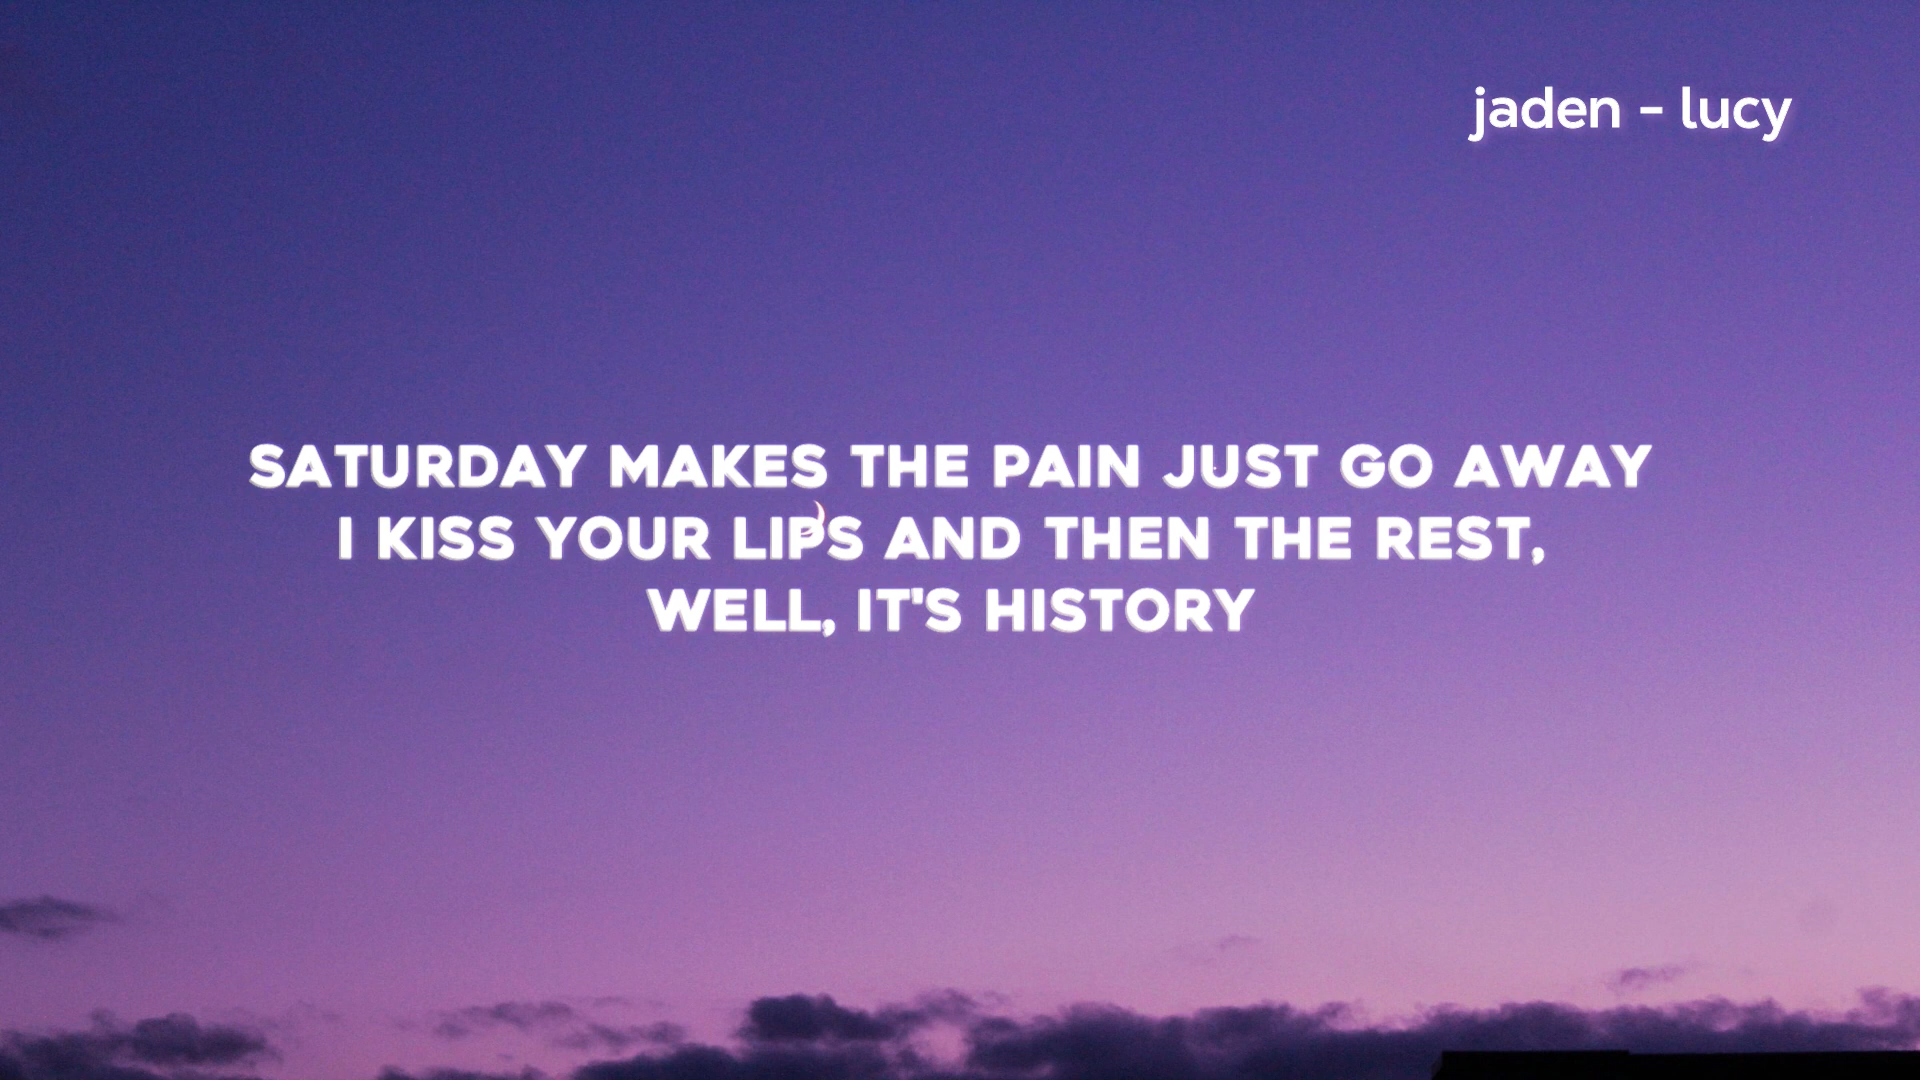 jaden - lucy
SATURDAY MAKES THE PAIN JUST GO AWAY
I KISS YOUR LIPS AND THEN THE REST,
WELL, IT'S HISTORY